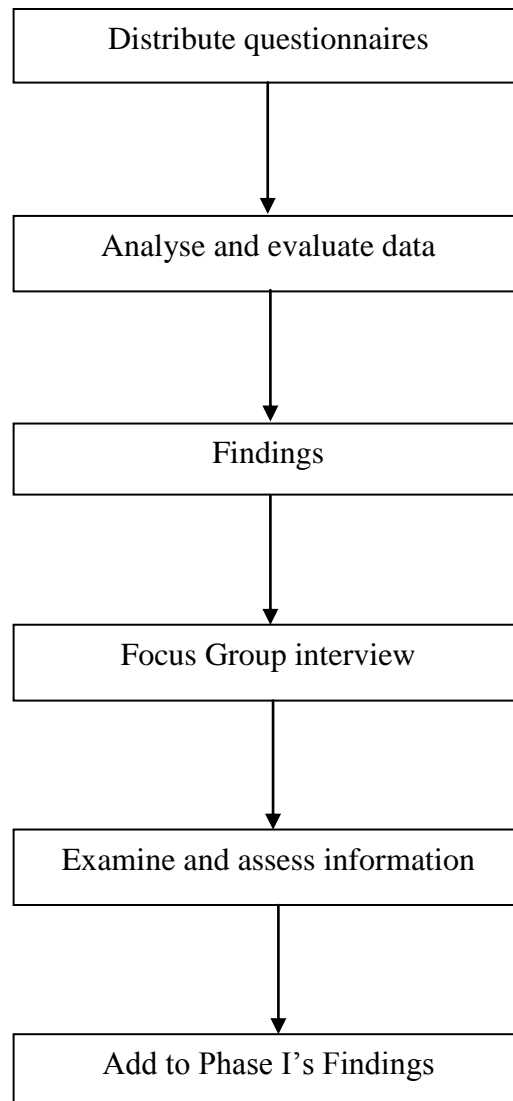 Distribute questionnaires
Analyse and evaluate data
Findings
Focus Group interview
Examine and assess information
Add to Phase I's Findings